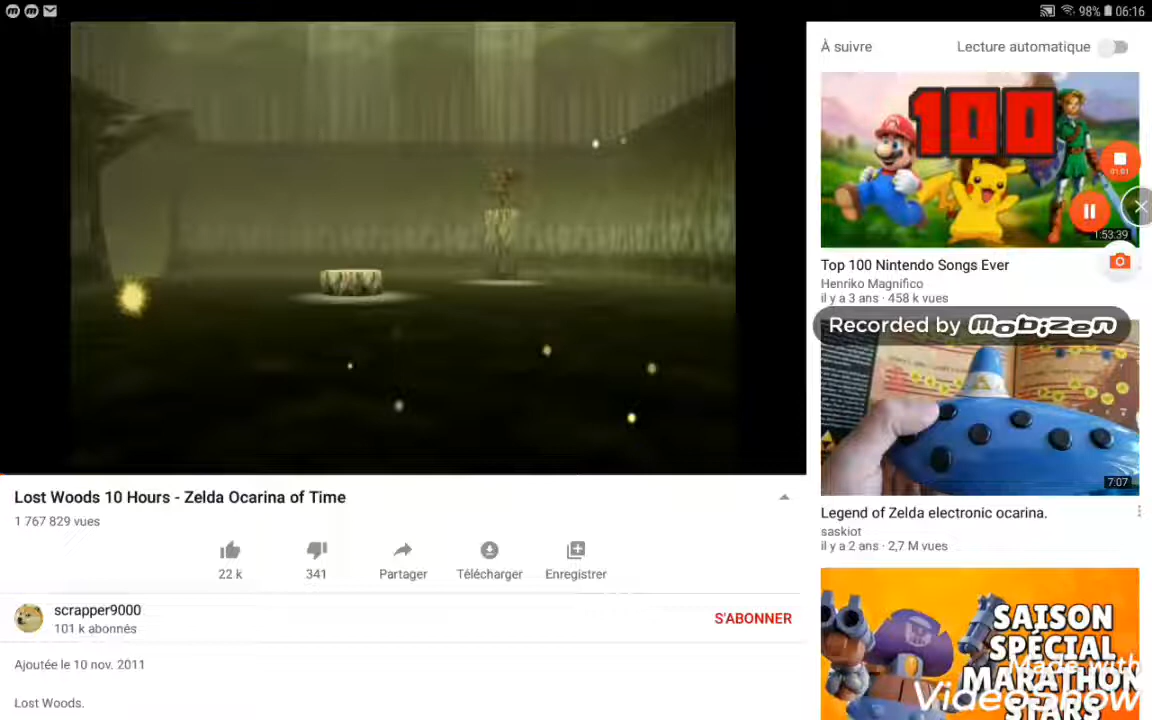 98% 06:16
À suivre
Lecture automatique
100
01:01
1:53:39
Top 100 Nintendo Songs Ever
Henriko Magnifico
il y a 3 ans · 458 k vues
Recorded by mobizen
7:07
Legend of Zelda electronic ocarina.
saskiot
il y a 2 ans · 2,7 M vues
SAISON
SPÉCIAL
MARATHON
STARS
Made with
VideoShow
Lost Woods 10 Hours - Zelda Ocarina of Time
1 767 829 vues
22 k
341
Partager
Télécharger
Enregistrer
scrapper9000
101 k abonnés
S'ABONNER
Ajoutée le 10 nov. 2011
Lost Woods.